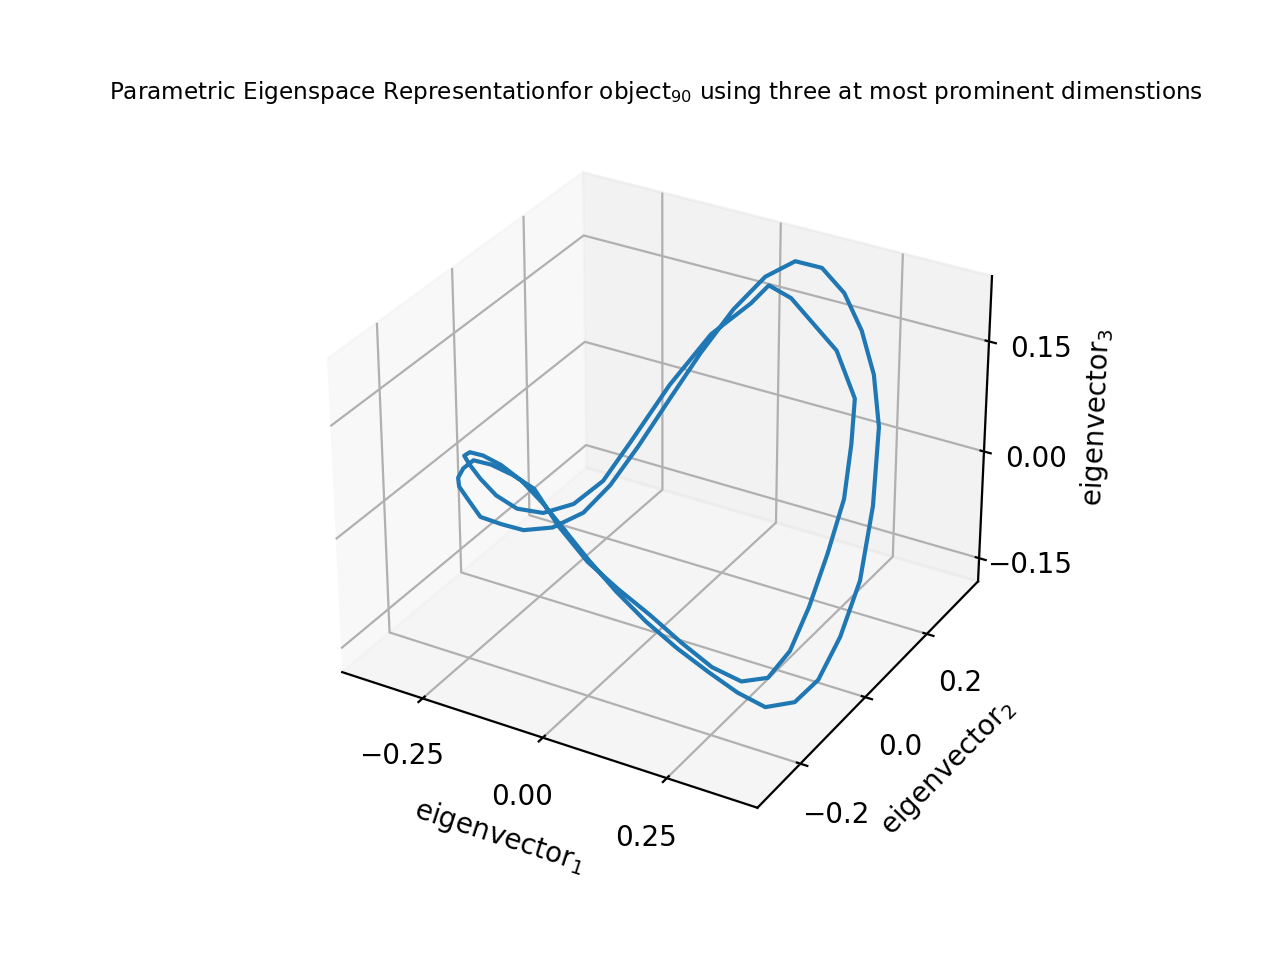 Parametric Eigenspace Representationfor object₉₀ using three at most prominent dimenstions
0.15
0.00
−0.15
eigenvector₃
0.2
0.0
−0.2
eigenvector₂
−0.25
0.00
0.25
eigenvector₁